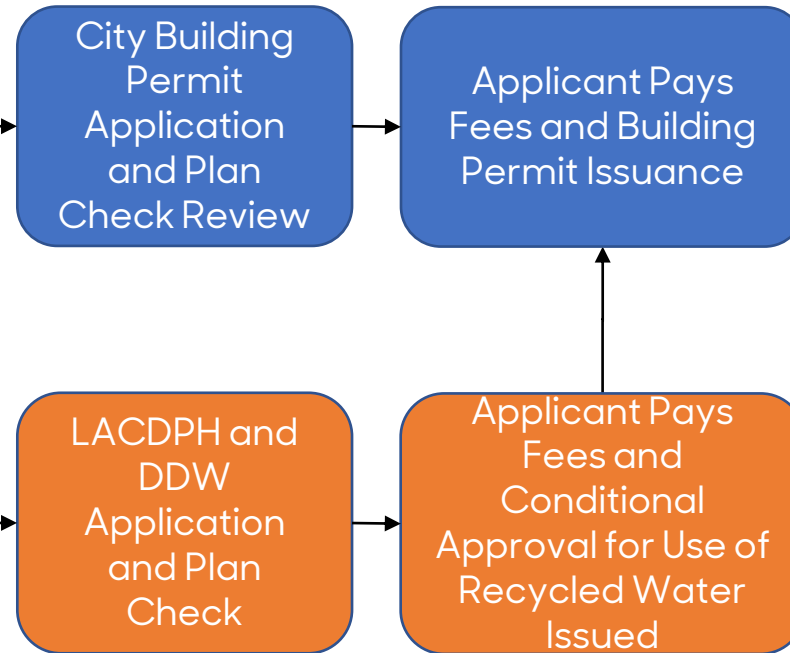 City Building
Permit
Application
and Plan
Check Review
Applicant Pays
Fees and Building
Permit Issuance
LACDPH and
DDW
Application
and Plan
Check
Applicant Pays
Fees and
Conditional
Approval for Use of
Recycled Water
Issued